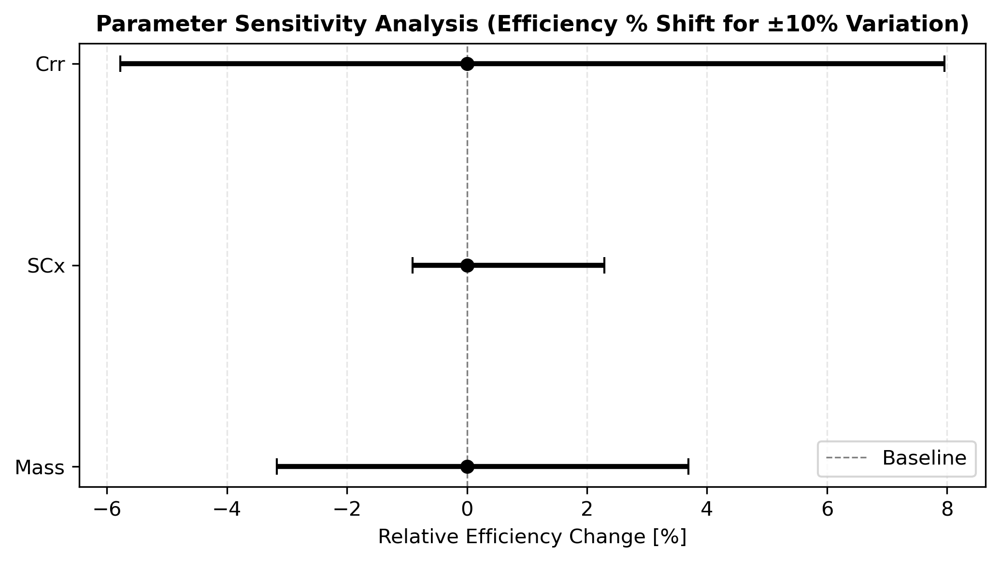 Parameter Sensitivity Analysis (Efficiency % Shift for ±10% Variation)
Crr
SCx
Mass
Baseline
−6 −4 −2 0 2 4 6 8
Relative Efficiency Change [%]